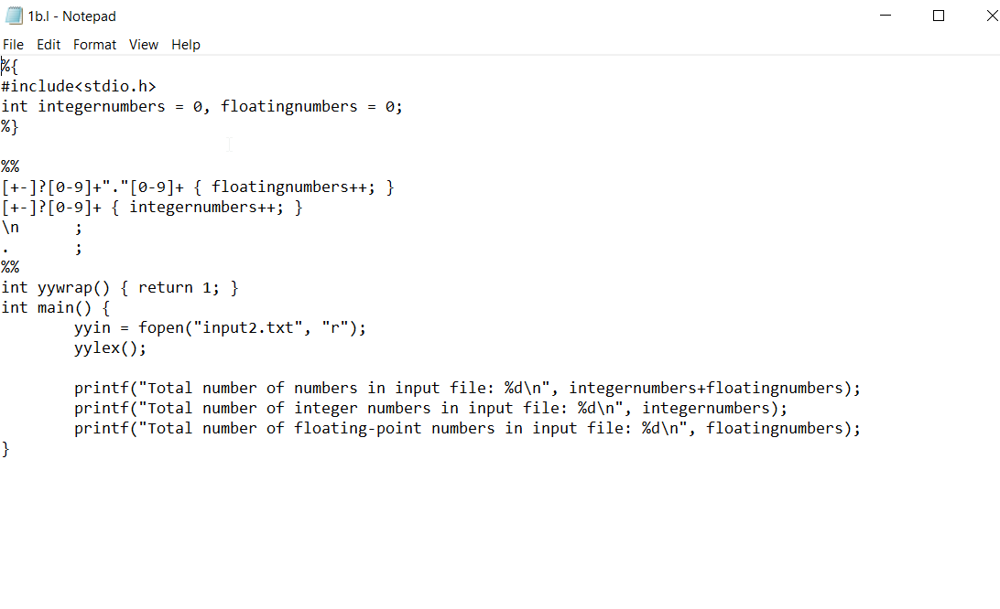 1b.l - Notepad
File Edit Format View Help
%{
#include<stdio.h>
int integernumbers = 0, floatingnumbers = 0;
%}

%%
[+-]?[0-9]+"."[0-9]+ { floatingnumbers++; }
[+-]?[0-9]+ { integernumbers++; }
\n	;
.	;
%%
int yywrap() { return 1; }
int main() {
	yyin = fopen("input2.txt", "r");
	yylex();

	printf("Total number of numbers in input file: %d\n", integernumbers+floatingnumbers);
	printf("Total number of integer numbers in input file: %d\n", integernumbers);
	printf("Total number of floating-point numbers in input file: %d\n", floatingnumbers);
}